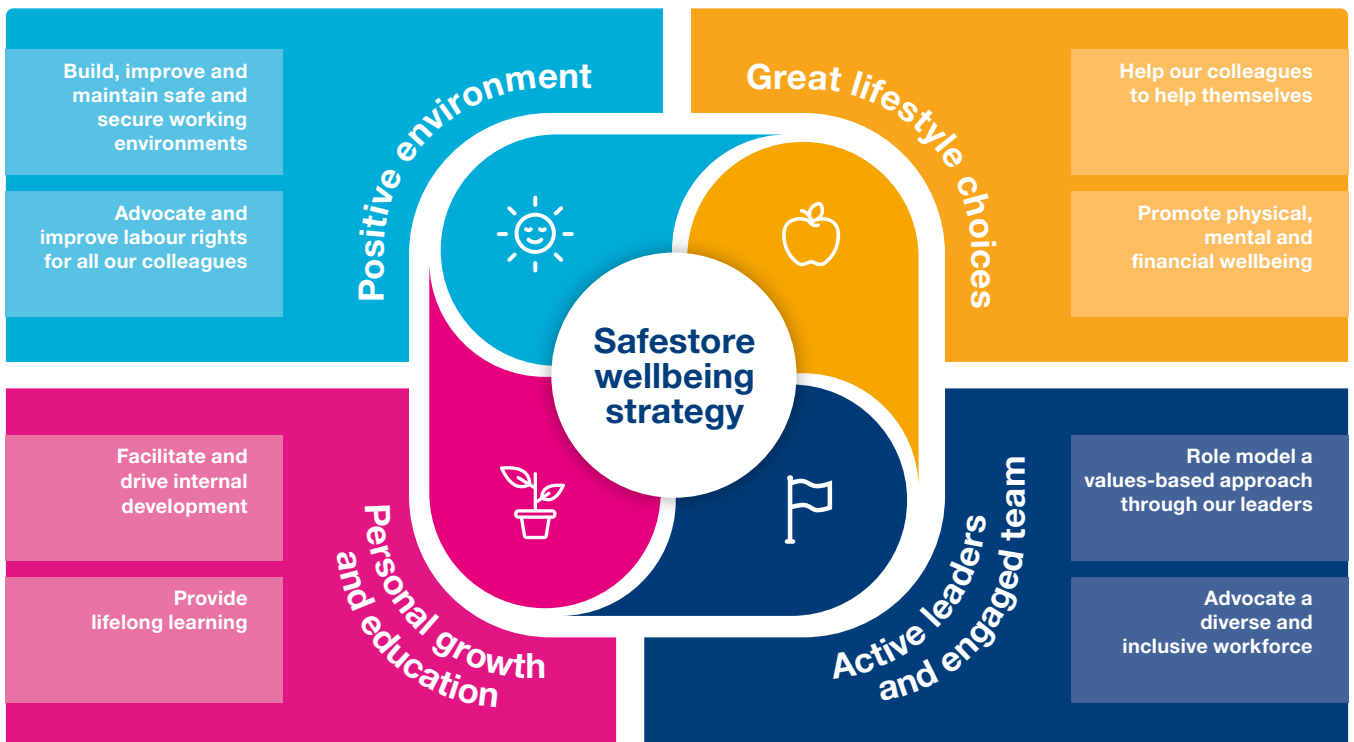 Positive environment
Build, improve and
maintain safe and
secure working
environments
Advocate and
improve labour rights
for all our colleagues
Great lifestyle choices
Help our colleagues
to help themselves
Promote physical,
mental and
financial wellbeing
Safestore
wellbeing
strategy
Personal growth
and education
Facilitate and
drive internal
development
Provide
lifelong learning
Active leaders
and engaged team
Role model a
values-based approach
through our leaders
Advocate a
diverse and
inclusive workforce